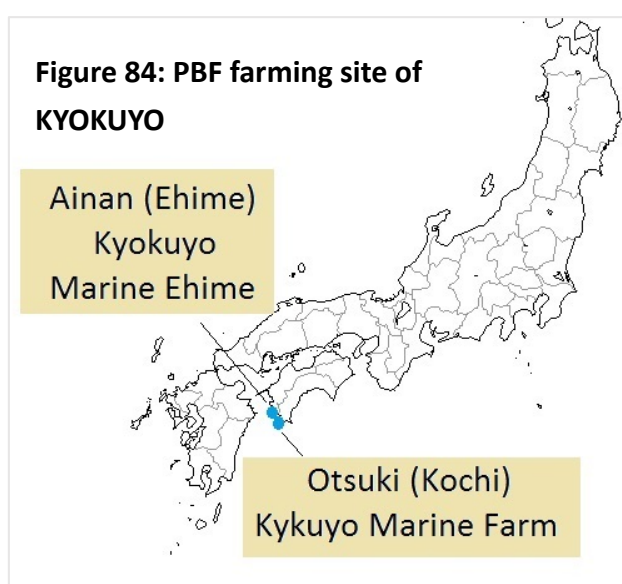 Figure 84: PBF farming site of
KYOKUYO
Ainan (Ehime)
Kyokuyo
Marine Ehime
Otsuki (Kochi)
Kykuyo Marine Farm